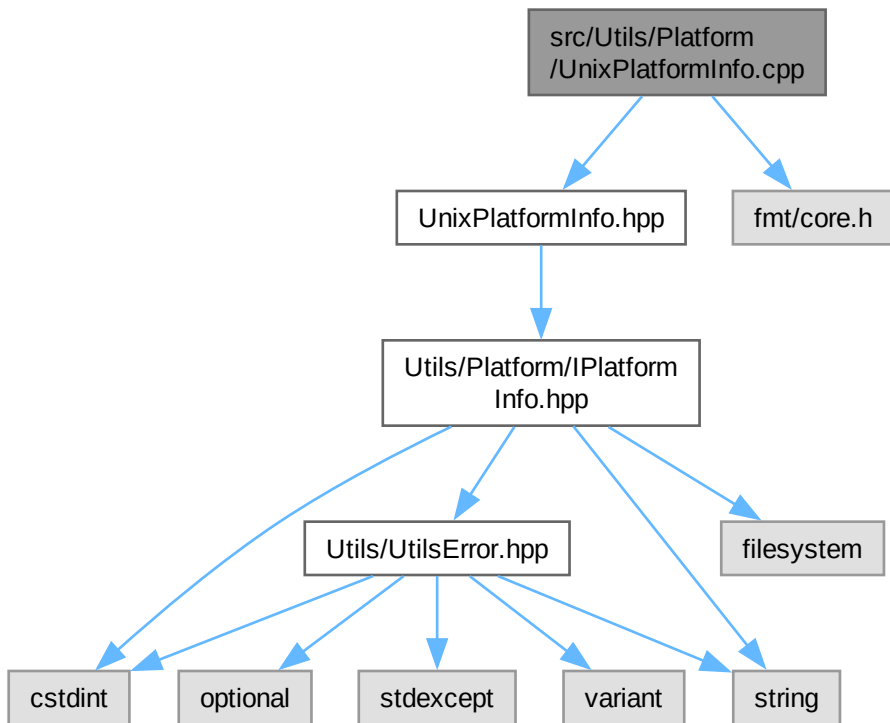 src/Utils/Platform
/UnixPlatformInfo.cpp
UnixPlatformInfo.hpp
fmt/core.h
Utils/Platform/IPlatform
Info.hpp
Utils/UtilsError.hpp
filesystem
cstdint
optional
stdexcept
variant
string